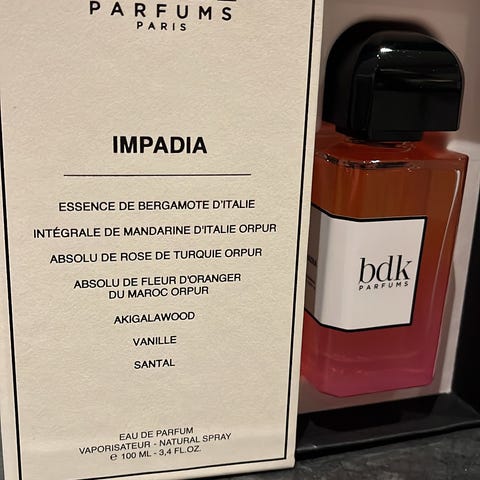 PARFUMS
PARIS
IMPADIA
ESSENCE DE BERGAMOTE D'ITALIE
INTÉGRALE DE MANDARINE D'ITALIE ORPUR
ABSOLU DE ROSE DE TURQUIE ORPUR
ABSOLU DE FLEUR D'ORANGER
DU MAROC ORPUR
AKIGALAWOOD
VANILLE
SANTAL
EAU DE PARFUM
VAPORISATEUR - NATURAL SPRAY
℮ 100 ML - 3,4 FL.OZ.
bdk
PARFUMS